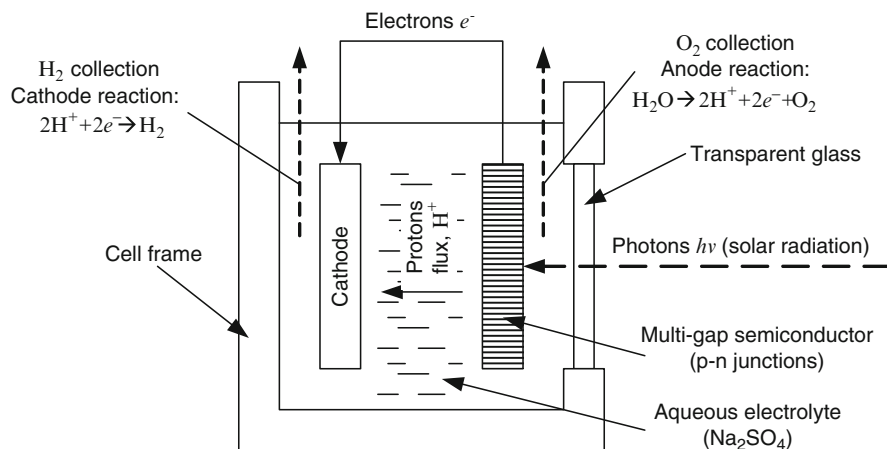 Electrons e-
H₂ collection
Cathode reaction:
2H⁺+2e⁻→H₂
O₂ collection
Anode reaction:
H₂O→2H⁺+2e⁻+O₂
Transparent glass
Cell frame
Cathode
Protons
flux, H⁺
Photons hν (solar radiation)
Multi-gap semiconductor
(p-n junctions)
Aqueous electrolyte
(Na₂SO₄)